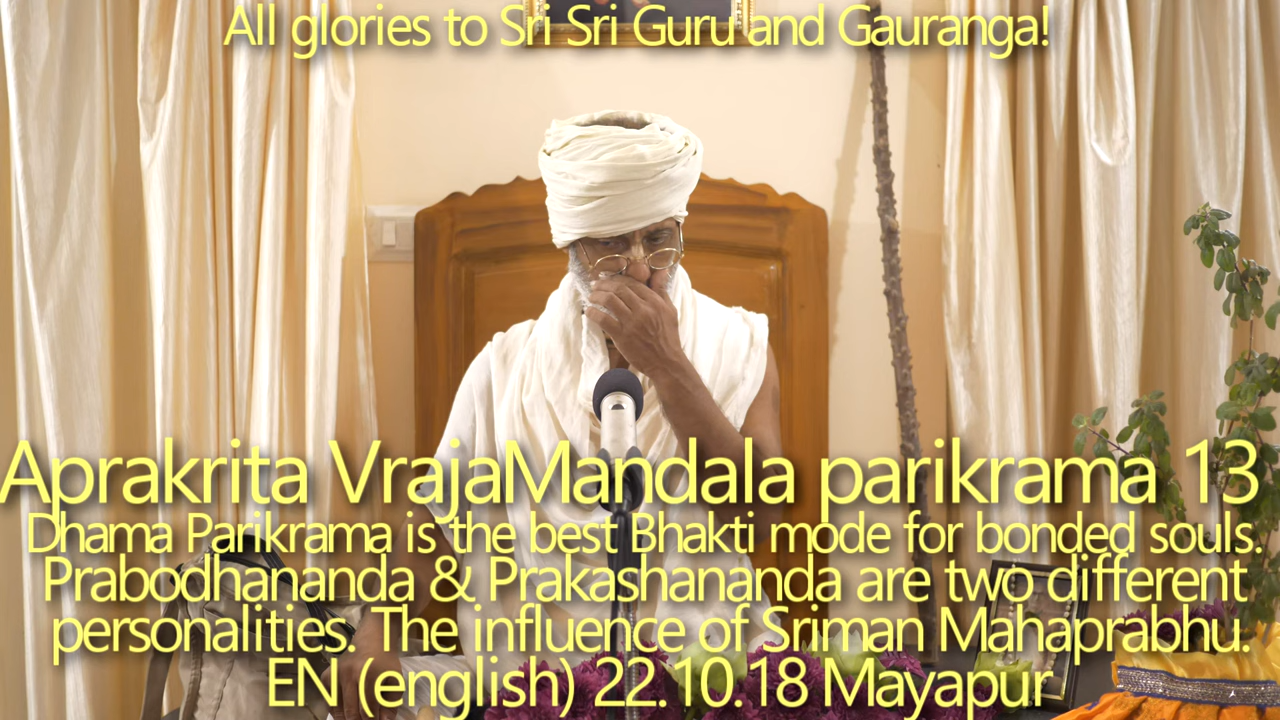 All glories to Sri Sri Guru and Gauranga!
Aprakrita VrajaMandala parikrama 13
Dhama Parikrama is the best Bhakti mode for bonded souls.
Prabodhananda & Prakashananda are two different
personalities. The influence of Sriman Mahaprabhu.
EN (english) 22.10.18 Mayapur